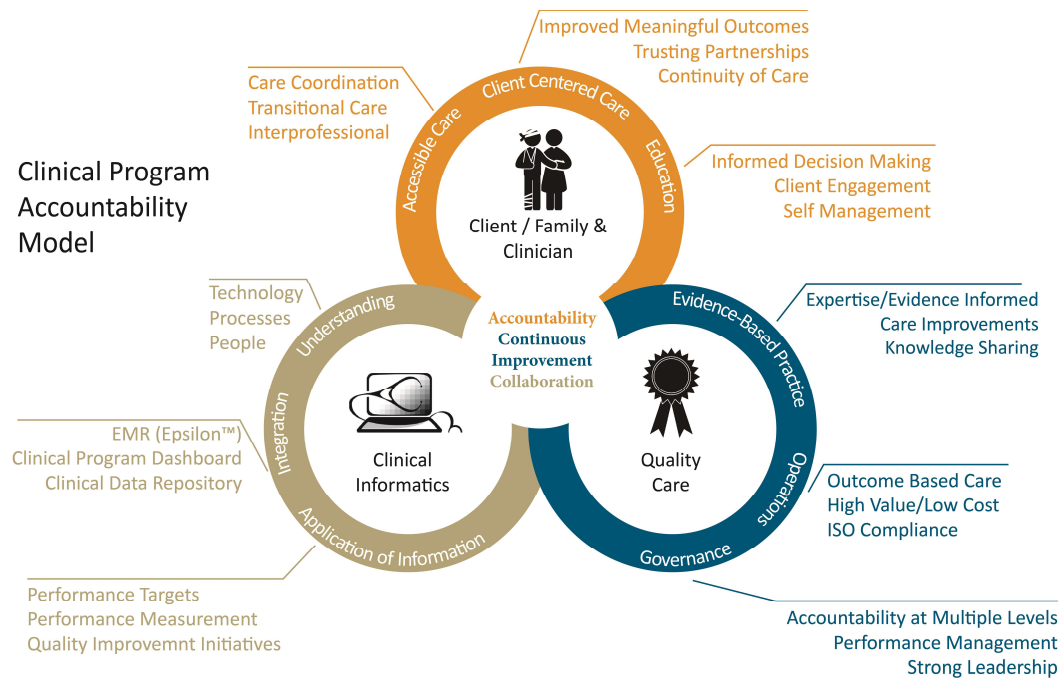 Clinical Program
Accountability
Model
Improved Meaningful Outcomes
Trusting Partnerships
Continuity of Care
Care Coordination
Transitional Care
Interprofessional
Accessible Care
Client Centered Care
Education
Informed Decision Making
Client Engagement
Self Management
Client / Family &
Clinician
Technology
Processes
People
Understanding
Integration
Application of Information
Accountability
Continuous
Improvement
Collaboration
Evidence-Based Practice
Operations
Governance
Expertise/Evidence Informed
Care Improvements
Knowledge Sharing
EMR (Epsilon™)
Clinical Program Dashboard
Clinical Data Repository
Clinical
Informatics
Quality
Care
Outcome Based Care
High Value/Low Cost
ISO Compliance
Performance Targets
Performance Measurement
Quality Improvemnt Initiatives
Accountability at Multiple Levels
Performance Management
Strong Leadership